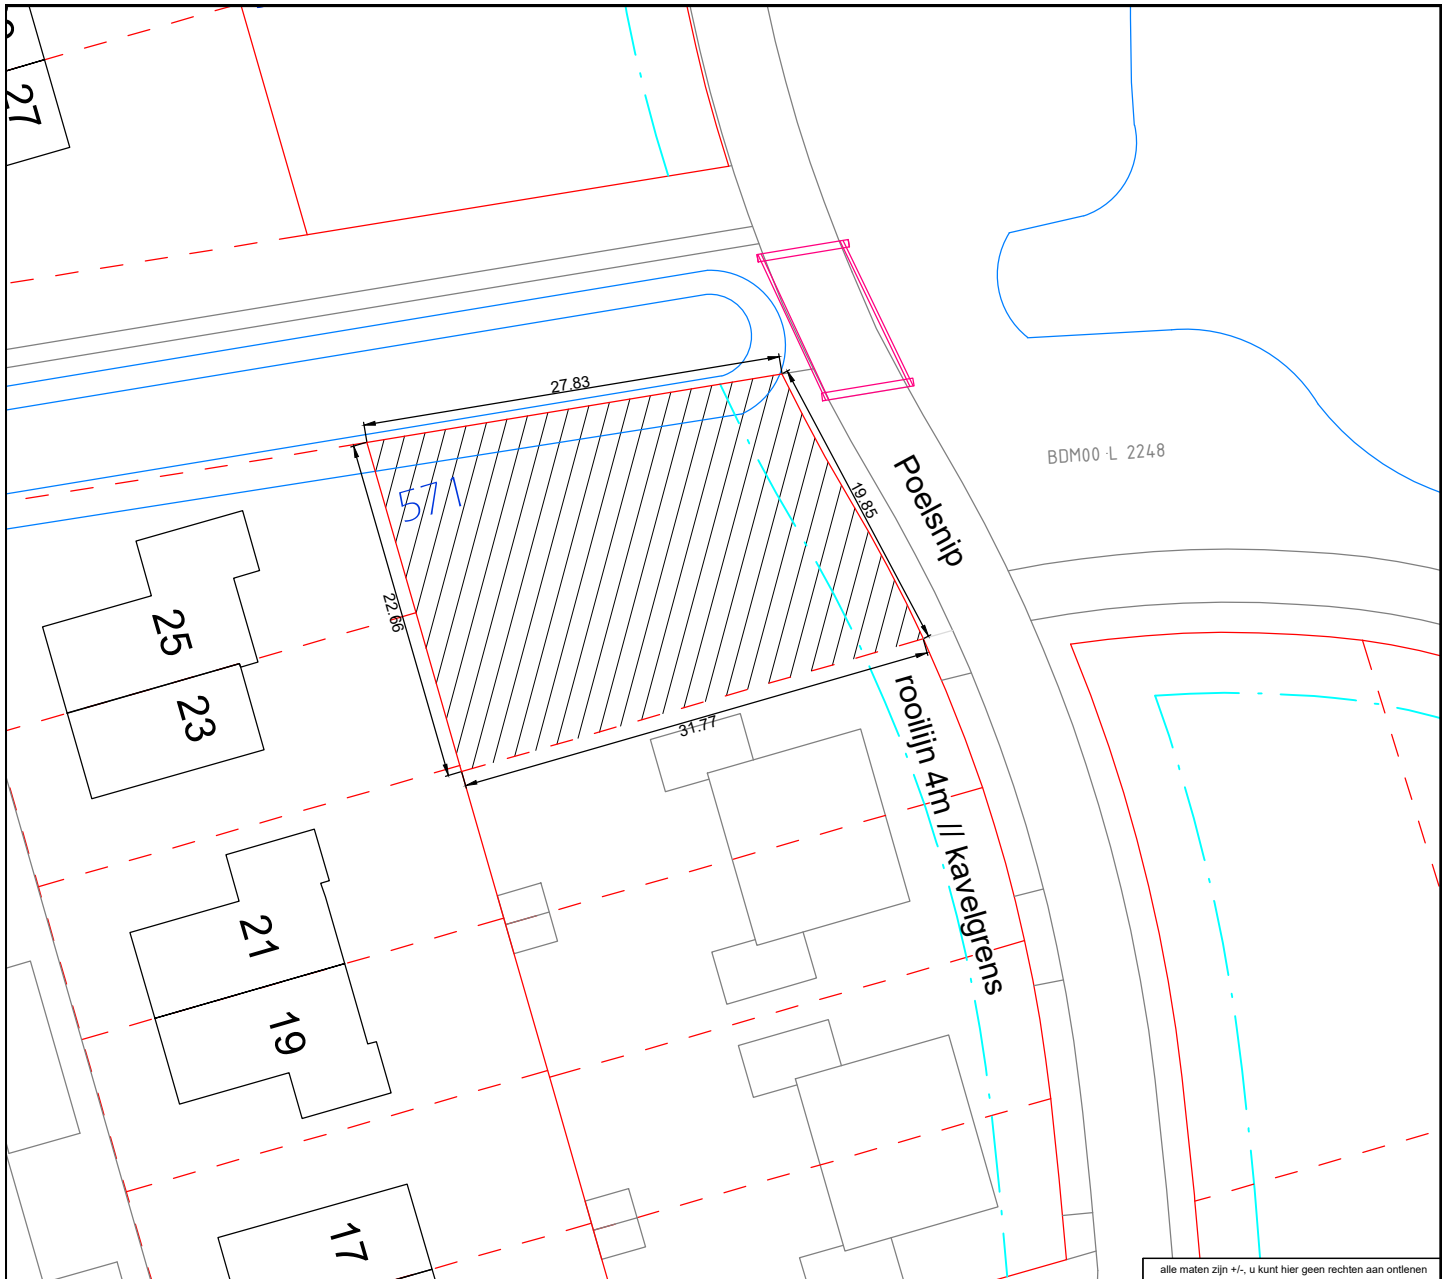 27
27.83
19.85
Poelsnip
BDM00 L 2248
571
22.66
25
23
31.77
rooilijn 4m // kavelgrens
21
19
17
alle maten zijn +/-, u kunt hier geen rechten aan ontlenen